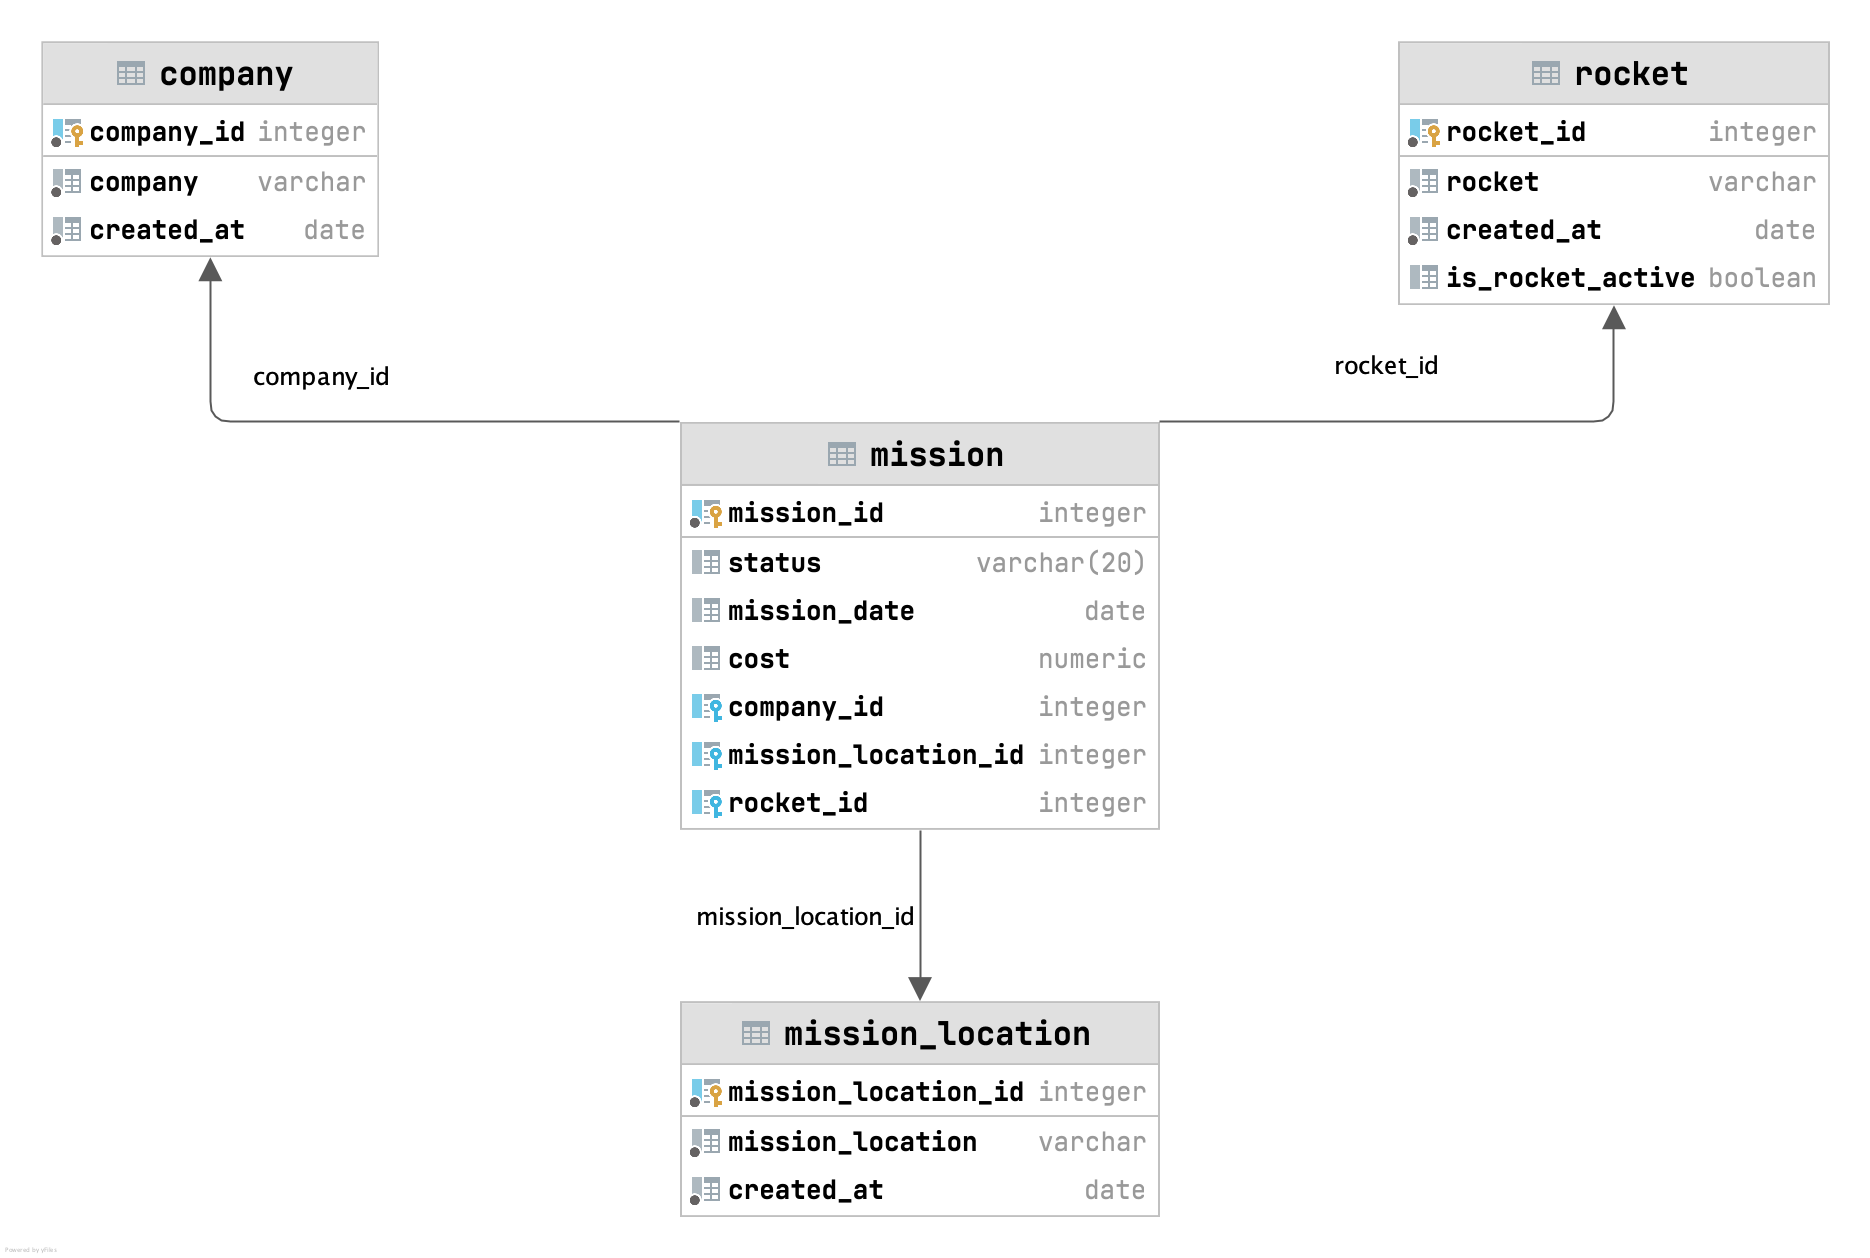 company
company_id integer
company varchar
created_at date
rocket
rocket_id integer
rocket varchar
created_at date
is_rocket_active boolean
company_id
rocket_id
mission
mission_id integer
status varchar(20)
mission_date date
cost numeric
company_id integer
mission_location_id integer
rocket_id integer
mission_location_id
mission_location
mission_location_id integer
mission_location varchar
created_at date
Powered by yFiles